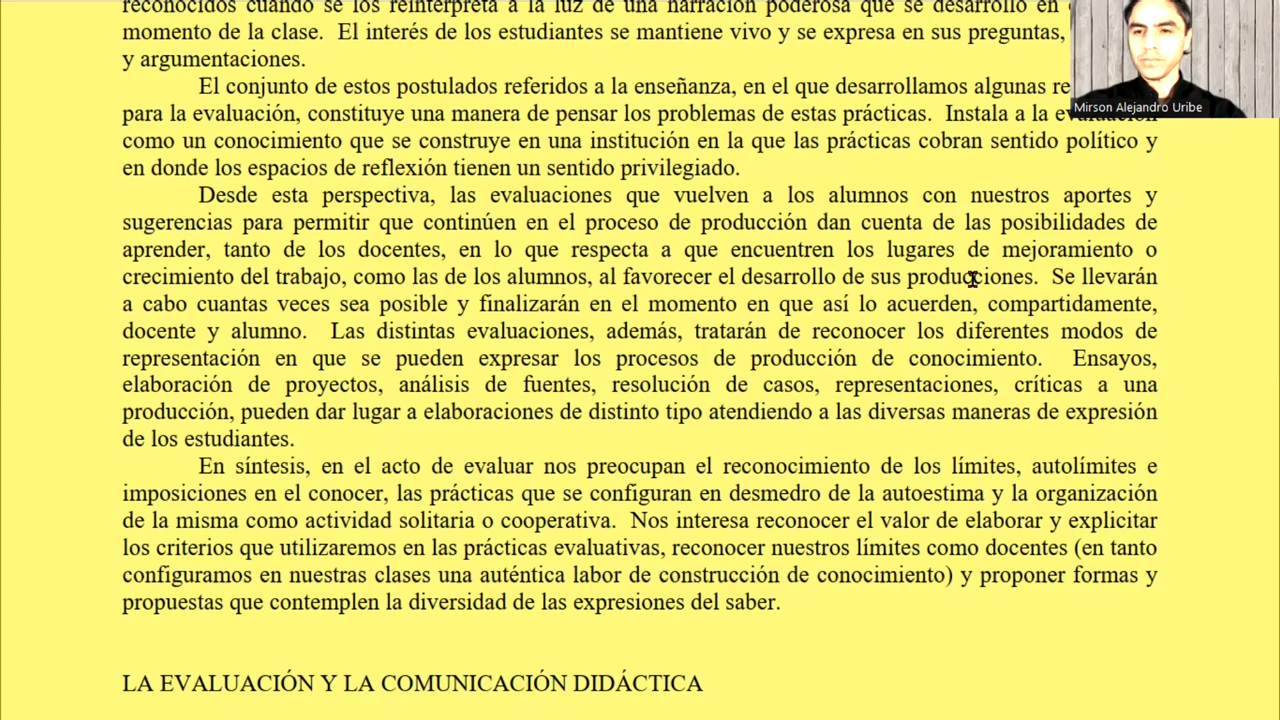 reconocidos cuando se los reinterpreta a la luz de una narración poderosa que se desarrolló en
momento de la clase. El interés de los estudiantes se mantiene vivo y se expresa en sus preguntas,
y argumentaciones.
El conjunto de estos postulados referidos a la enseñanza, en el que desarrollamos algunas re
para la evaluación, constituye una manera de pensar los problemas de estas prácticas. Instala a la evaluación
como un conocimiento que se construye en una institución en la que las prácticas cobran sentido político y
en donde los espacios de reflexión tienen un sentido privilegiado.
Desde esta perspectiva, las evaluaciones que vuelven a los alumnos con nuestros aportes y
sugerencias para permitir que continúen en el proceso de producción dan cuenta de las posibilidades de
aprender, tanto de los docentes, en lo que respecta a que encuentren los lugares de mejoramiento o
crecimiento del trabajo, como las de los alumnos, al favorecer el desarrollo de sus producciones. Se llevarán
a cabo cuantas veces sea posible y finalizarán en el momento en que así lo acuerden, compartidamente,
docente y alumno. Las distintas evaluaciones, además, tratarán de reconocer los diferentes modos de
representación en que se pueden expresar los procesos de producción de conocimiento. Ensayos,
elaboración de proyectos, análisis de fuentes, resolución de casos, representaciones, críticas a una
producción, pueden dar lugar a elaboraciones de distinto tipo atendiendo a las diversas maneras de expresión
de los estudiantes.
En síntesis, en el acto de evaluar nos preocupan el reconocimiento de los límites, autolímites e
imposiciones en el conocer, las prácticas que se configuran en desmedro de la autoestima y la organización
de la misma como actividad solitaria o cooperativa. Nos interesa reconocer el valor de elaborar y explicitar
los criterios que utilizaremos en las prácticas evaluativas, reconocer nuestros límites como docentes (en tanto
configuramos en nuestras clases una auténtica labor de construcción de conocimiento) y proponer formas y
propuestas que contemplen la diversidad de las expresiones del saber.
LA EVALUACIÓN Y LA COMUNICACIÓN DIDÁCTICA
Mirson Alejandro Uribe